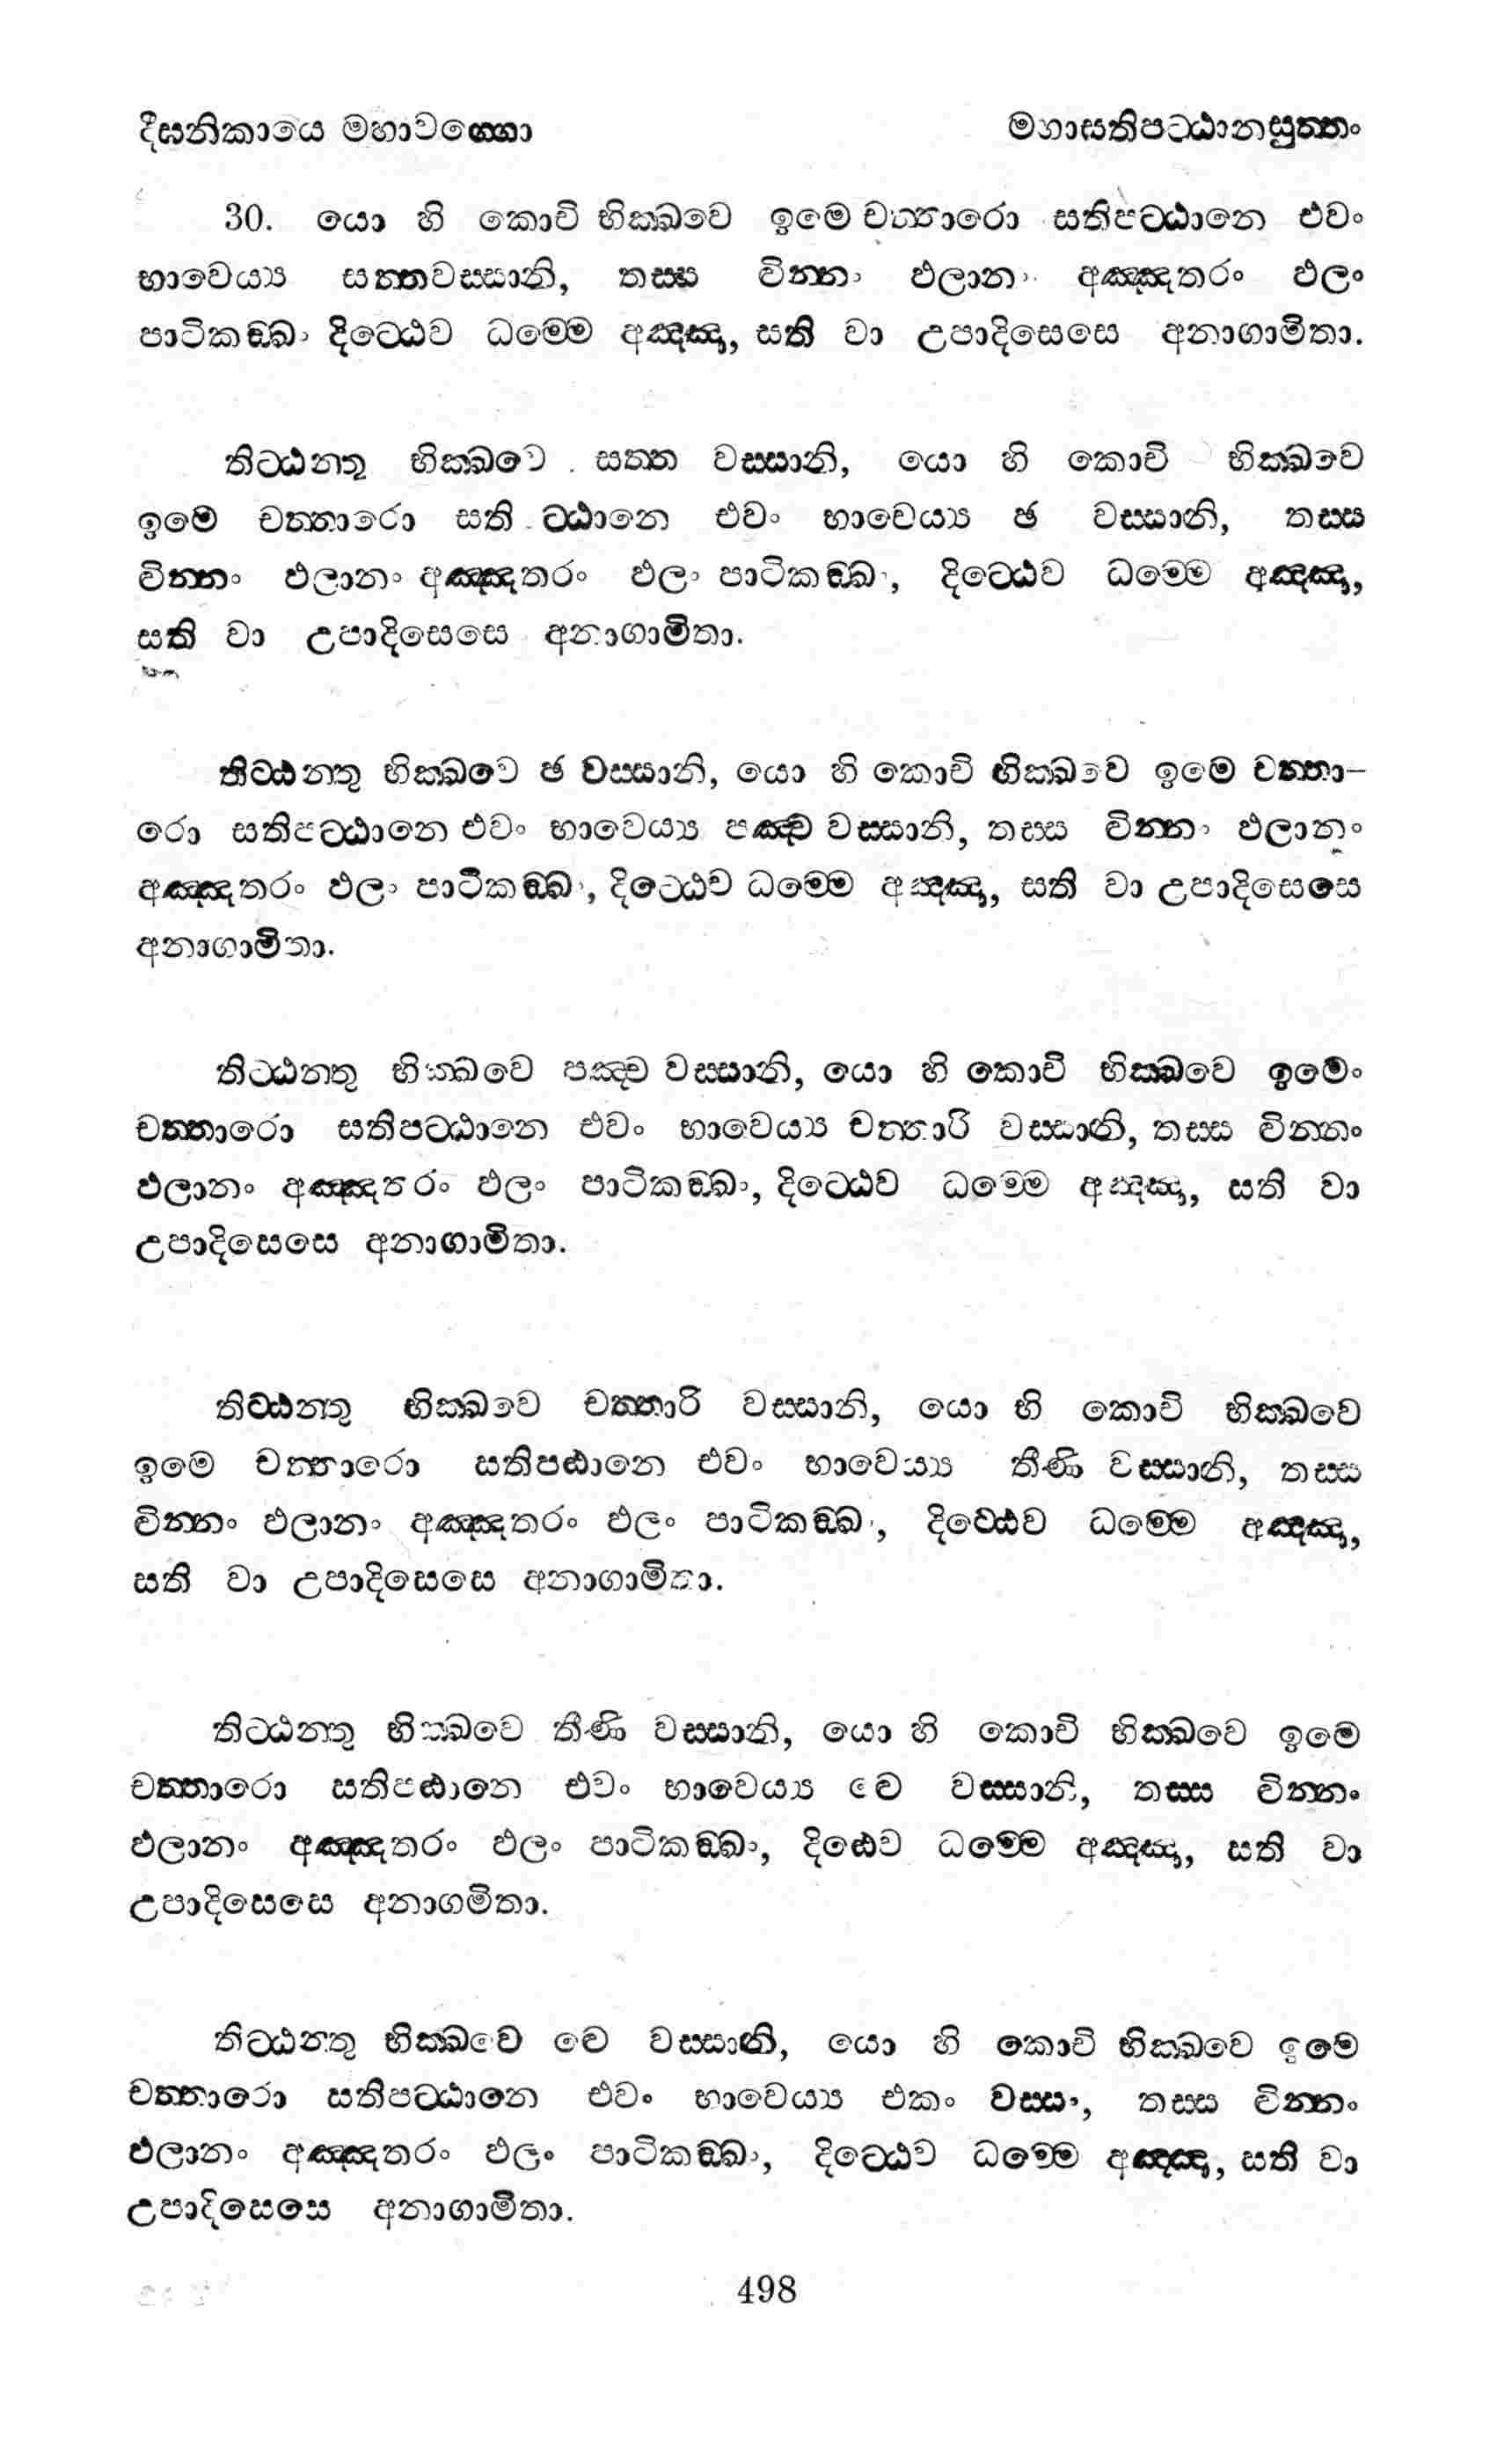 දීඝනිකායෙ මහාවග්ගො
මහාසතිපට්ඨානසුත්තං
30. යො හි කොචි භික්ඛවෙ ඉමෙ චත්තාරො සතිපට්ඨානෙ එවං
භාවෙය්‍ය සත්තවස්සානි, තස්ස ද්වින්නං ඵලානං අඤ්ඤතරං ඵලං
පාටිකඞ්ඛං දිට්ඨෙව ධම්මෙ අඤ්ඤා, සති වා උපාදිසෙසෙ අනාගාමිතා.
තිට්ඨන්තු භික්ඛවෙ සත්ත වස්සානි, යො හි කොචි භික්ඛවෙ
ඉමෙ චත්තාරො සති ට්ඨානෙ එවං භාවෙය්‍ය ඡ වස්සානි, තස්ස
ද්වින්නං ඵලානං අඤ්ඤතරං ඵලං පාටිකඞ්ඛං, දිට්ඨෙව ධම්මෙ අඤ්ඤා,
සති වා උපාදිසෙසෙ අනාගාමිතා.
තිට්ඨන්තු භික්ඛවෙ ඡ වස්සානි, යො හි කොචි භික්ඛවෙ ඉමෙ චත්තා–
රො සතිපට්ඨානෙ එවං භාවෙය්‍ය පඤ්ච වස්සානි, තස්ස ද්වින්නං ඵලානං
අඤ්ඤතරං ඵලං පාටිකඞ්ඛං, දිට්ඨෙව ධම්මෙ අඤ්ඤා, සති වා උපාදිසෙසෙ
අනාගාමිතා.
තිට්ඨන්තු භික්ඛවෙ පඤ්ච වස්සානි, යො හි කොචි භික්ඛවෙ ඉමෙං
චත්තාරො සතිපට්ඨානෙ එවං භාවෙය්‍ය චත්තාරි වස්සානි, තස්ස ද්වින්නං
ඵලානං අඤ්ඤතරං ඵලං පාටිකඞ්ඛං, දිට්ඨෙව ධම්මෙ අඤ්ඤා, සති වා
උපාදිසෙසෙ අනාගාමිතා.
තිට්ඨන්තු භික්ඛවෙ චත්තාරි වස්සානි, යො හි කොචි භික්ඛවෙ
ඉමෙ චත්තාරො සතිපට්ඨානෙ එවං භාවෙය්‍ය තීණි වස්සානි, තස්ස
ද්වින්නං ඵලානං අඤ්ඤතරං ඵලං පාටිකඞ්ඛං, දිට්ඨෙව ධම්මෙ අඤ්ඤා,
සති වා උපාදිසෙසෙ අනාගාමිතා.
තිට්ඨන්තු භික්ඛවෙ තීණි වස්සානි, යො හි කොචි භික්ඛවෙ ඉමෙ
චත්තාරො සතිපට්ඨානෙ එවං භාවෙය්‍ය ද්වෙ වස්සානි, තස්ස ද්වින්නං
ඵලානං අඤ්ඤතරං ඵලං පාටිකඞ්ඛං, දිට්ඨෙව ධම්මෙ අඤ්ඤා, සති වා
උපාදිසෙසෙ අනාගමිතා.
තිට්ඨන්තු භික්ඛවෙ ද්වෙ වස්සානි, යො හි කොචි භික්ඛවෙ ඉමෙ
චත්තාරො සතිපට්ඨානෙ එවං භාවෙය්‍ය එකං වස්සං, තස්ස ද්වින්නං
ඵලානං අඤ්ඤතරං ඵලං පාටිකඞ්ඛං, දිට්ඨෙව ධම්මෙ අඤ්ඤා, සති වා
උපාදිසෙසෙ අනාගාමිතා.
498